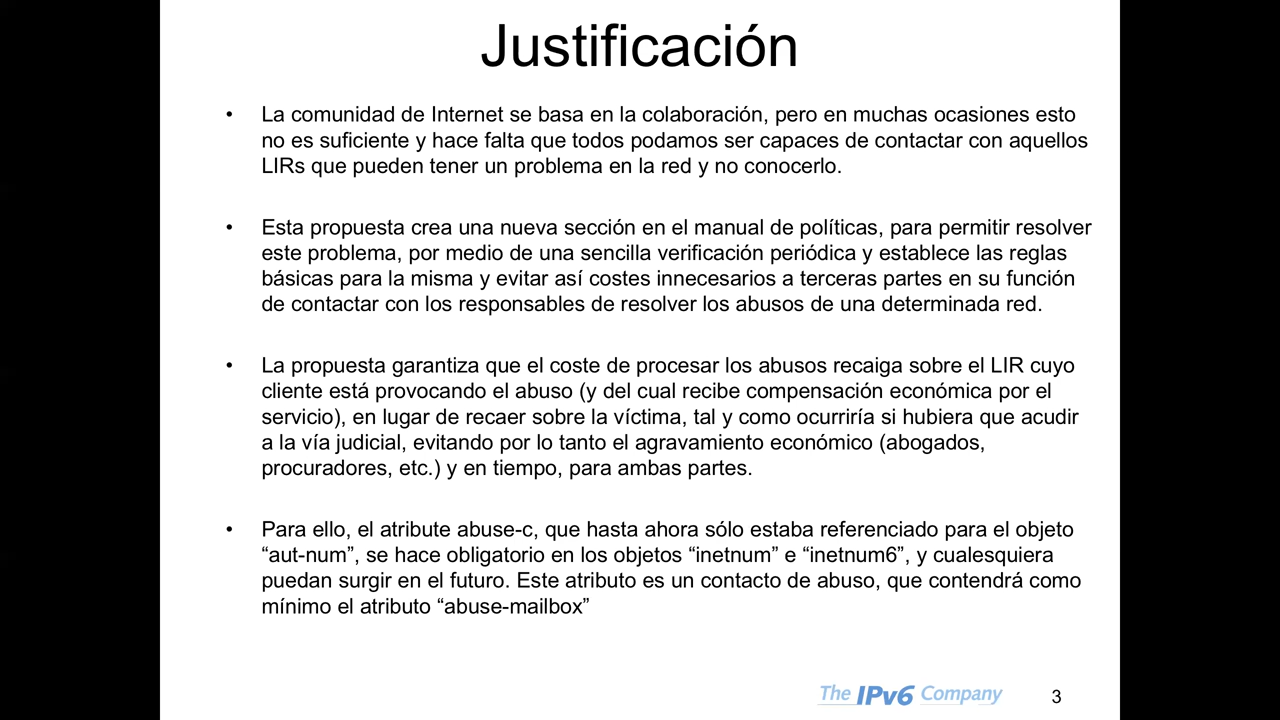 Justificación
• La comunidad de Internet se basa en la colaboración, pero en muchas ocasiones esto
no es suficiente y hace falta que todos podamos ser capaces de contactar con aquellos
LIRs que pueden tener un problema en la red y no conocerlo.
• Esta propuesta crea una nueva sección en el manual de políticas, para permitir resolver
este problema, por medio de una sencilla verificación periódica y establece las reglas
básicas para la misma y evitar así costes innecesarios a terceras partes en su función
de contactar con los responsables de resolver los abusos de una determinada red.
• La propuesta garantiza que el coste de procesar los abusos recaiga sobre el LIR cuyo
cliente está provocando el abuso (y del cual recibe compensación económica por el
servicio), en lugar de recaer sobre la víctima, tal y como ocurriría si hubiera que acudir
a la vía judicial, evitando por lo tanto el agravamiento económico (abogados,
procuradores, etc.) y en tiempo, para ambas partes.
• Para ello, el atribute abuse-c, que hasta ahora sólo estaba referenciado para el objeto
“aut-num”, se hace obligatorio en los objetos “inetnum” e “inetnum6”, y cualesquiera
puedan surgir en el futuro. Este atributo es un contacto de abuso, que contendrá como
mínimo el atributo “abuse-mailbox”
The IPv6 Company
3